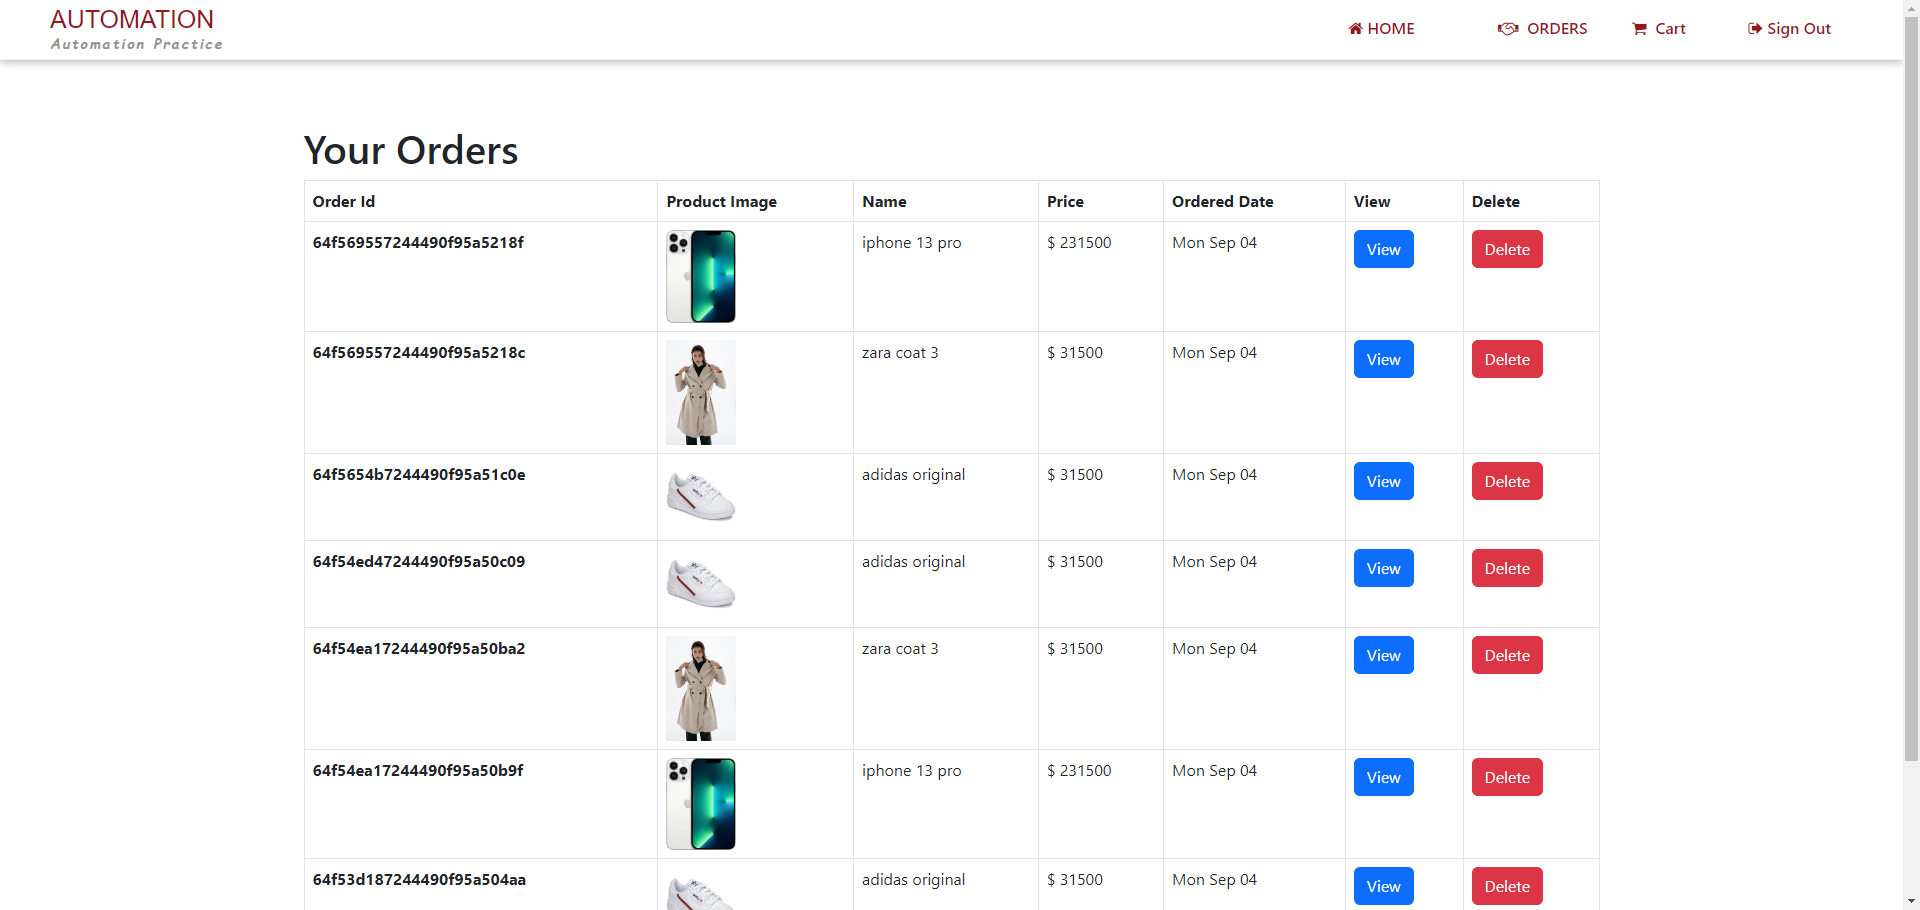 AUTOMATION
Automation Practice
HOME ORDERS Cart Sign Out
Your Orders
Order Id Product Image Name Price Ordered Date View Delete
64f569557244490f95a5218f iphone 13 pro $ 231500 Mon Sep 04 View Delete
64f569557244490f95a5218c zara coat 3 $ 31500 Mon Sep 04 View Delete
64f5654b7244490f95a51c0e adidas original $ 31500 Mon Sep 04 View Delete
64f54ed47244490f95a50c09 adidas original $ 31500 Mon Sep 04 View Delete
64f54ea17244490f95a50ba2 zara coat 3 $ 31500 Mon Sep 04 View Delete
64f54ea17244490f95a50b9f iphone 13 pro $ 231500 Mon Sep 04 View Delete
64f53d187244490f95a504aa adidas original $ 31500 Mon Sep 04 View Delete